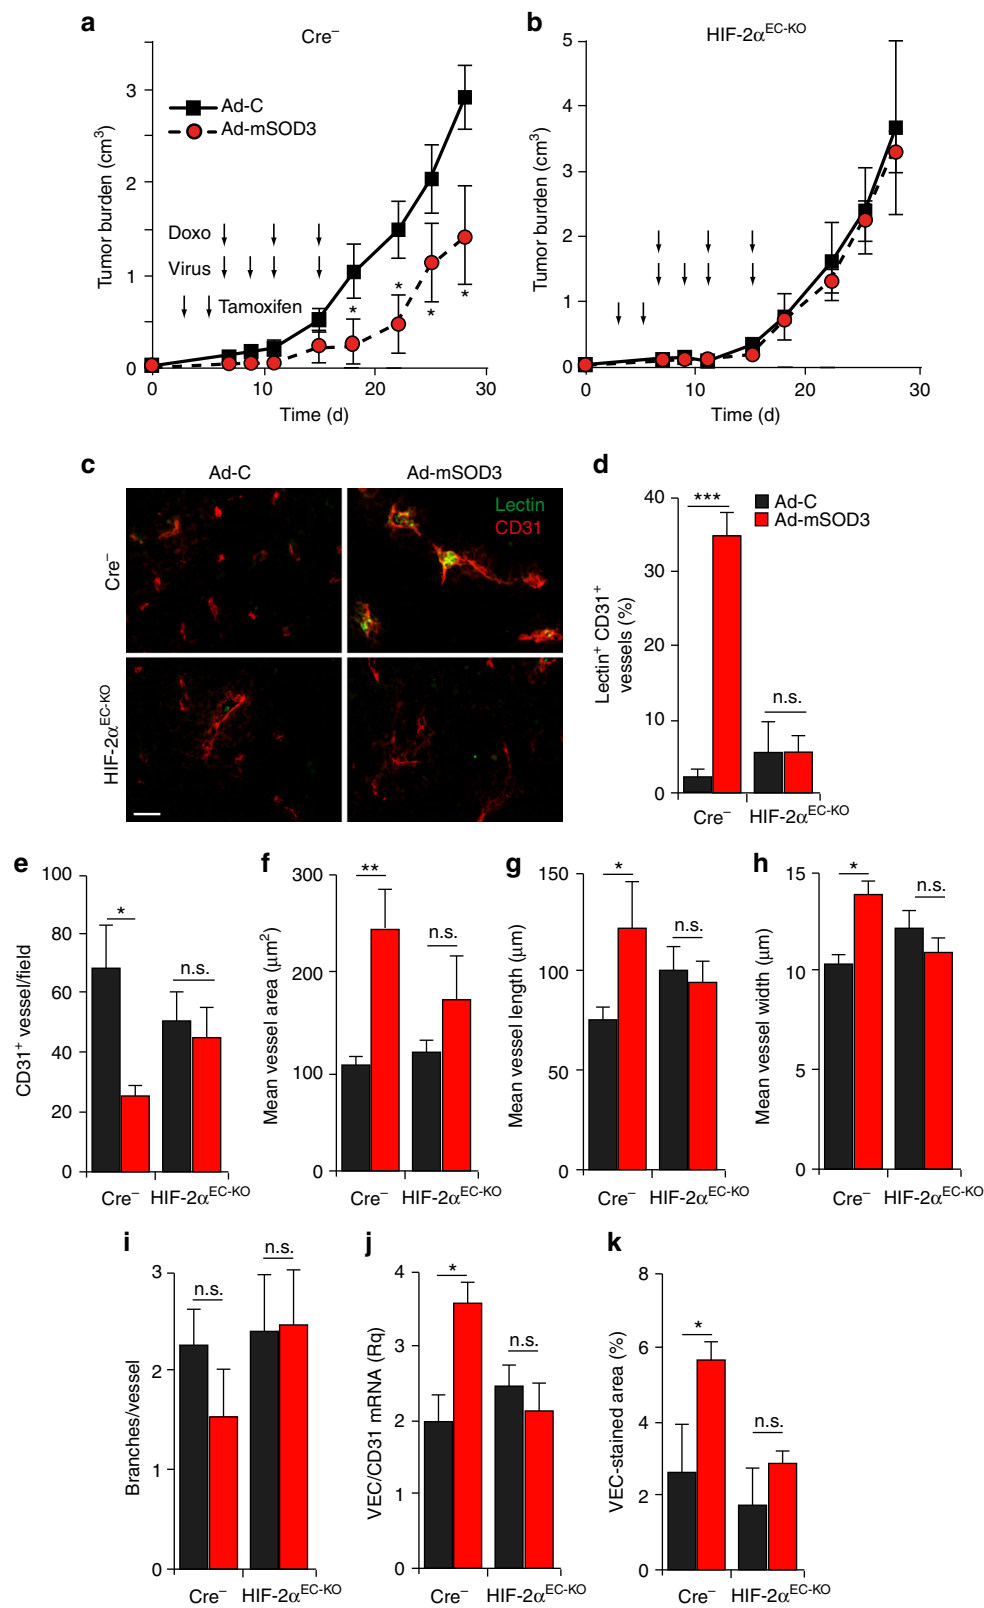 a
Cre⁻
Tumor burden (cm³)
3
2
1
0
Ad-C
Ad-mSOD3
Doxo
Virus
Tamoxifen
*
*
*
*
0
10
20
30
Time (d)
b
HIF-2α^EC-KO
Tumor burden (cm³)
5
4
3
2
1
0
0
10
20
30
Time (d)
c
Ad-C
Ad-mSOD3
Cre⁻
HIF-2α^EC-KO
Lectin
CD31
d
Lectin⁺ CD31⁺
vessels (%)
40
30
20
10
0
***
n.s.
Ad-C
Ad-mSOD3
Cre⁻
HIF-2α^EC-KO
e
CD31⁺ vessel/field
100
80
60
40
20
0
*
n.s.
Cre⁻ HIF-2α^EC-KO
f
Mean vessel area (μm²)
300
200
100
0
**
n.s.
Cre⁻ HIF-2α^EC-KO
g
Mean vessel length (μm)
150
100
50
0
*
n.s.
Cre⁻ HIF-2α^EC-KO
h
Mean vessel width (μm)
15
10
5
0
*
n.s.
Cre⁻ HIF-2α^EC-KO
i
Branches/vessel
3
2
1
0
n.s.
n.s.
Cre⁻ HIF-2α^EC-KO
j
VEC/CD31 mRNA (Rq)
4
3
2
1
0
*
n.s.
Cre⁻ HIF-2α^EC-KO
k
VEC-stained area (%)
8
6
4
2
0
*
n.s.
Cre⁻ HIF-2α^EC-KO